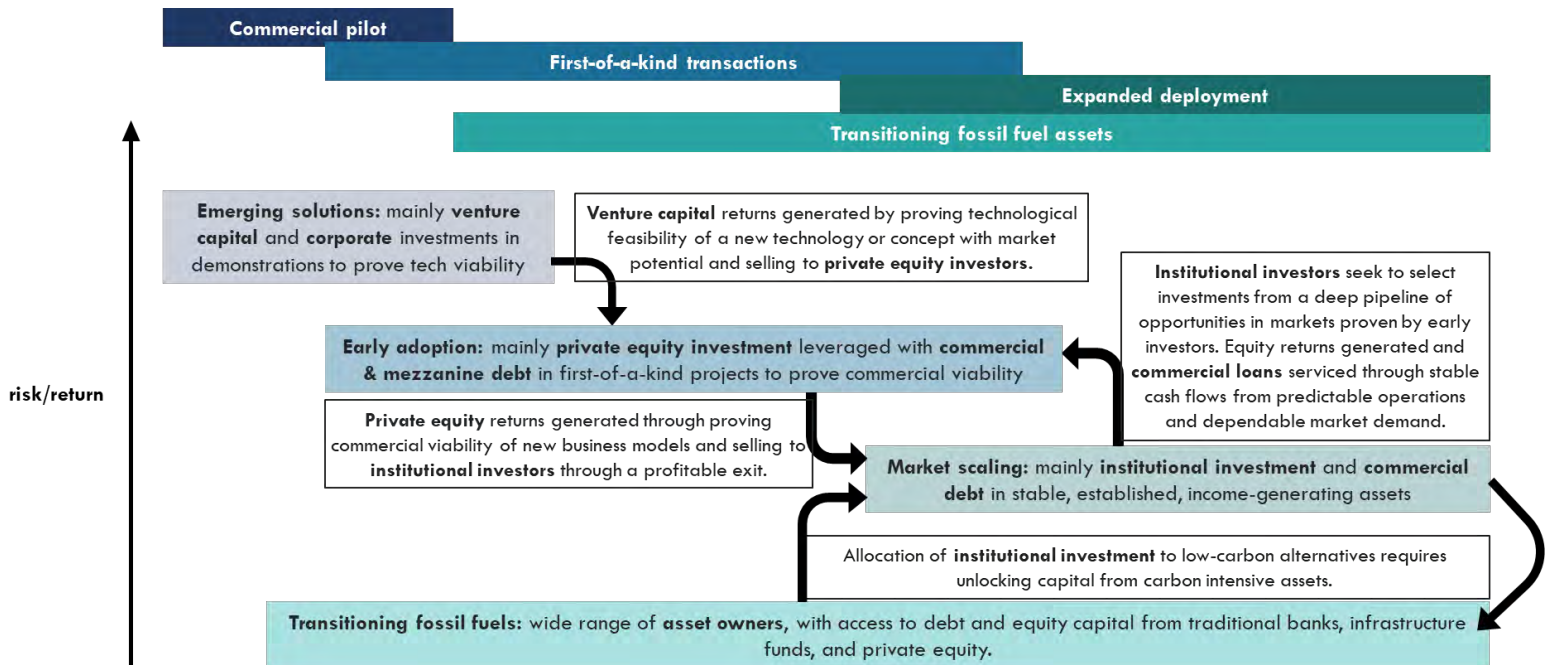 Commercial pilot
First-of-a-kind transactions
Expanded deployment
Transitioning fossil fuel assets
risk/return
Emerging solutions: mainly venture
capital and corporate investments in
demonstrations to prove tech viability
Venture capital returns generated by proving technological
feasibility of a new technology or concept with market
potential and selling to private equity investors.
Institutional investors seek to select
investments from a deep pipeline of
opportunities in markets proven by early
investors. Equity returns generated and
commercial loans serviced through stable
cash flows from predictable operations
and dependable market demand.
Early adoption: mainly private equity investment leveraged with commercial
& mezzanine debt in first-of-a-kind projects to prove commercial viability
Private equity returns generated through proving
commercial viability of new business models and selling to
institutional investors through a profitable exit.
Market scaling: mainly institutional investment and commercial
debt in stable, established, income-generating assets
Allocation of institutional investment to low-carbon alternatives requires
unlocking capital from carbon intensive assets.
Transitioning fossil fuels: wide range of asset owners, with access to debt and equity capital from traditional banks, infrastructure
funds, and private equity.